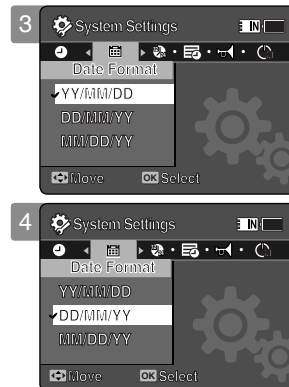 3
System Settings
IN
Date Format
YY/MM/DD
DD/MM/YY
MM/DD/YY
Move OK Select
4
System Settings
IN
Date Format
YY/MM/DD
DD/MM/YY
MM/DD/YY
Move OK Select